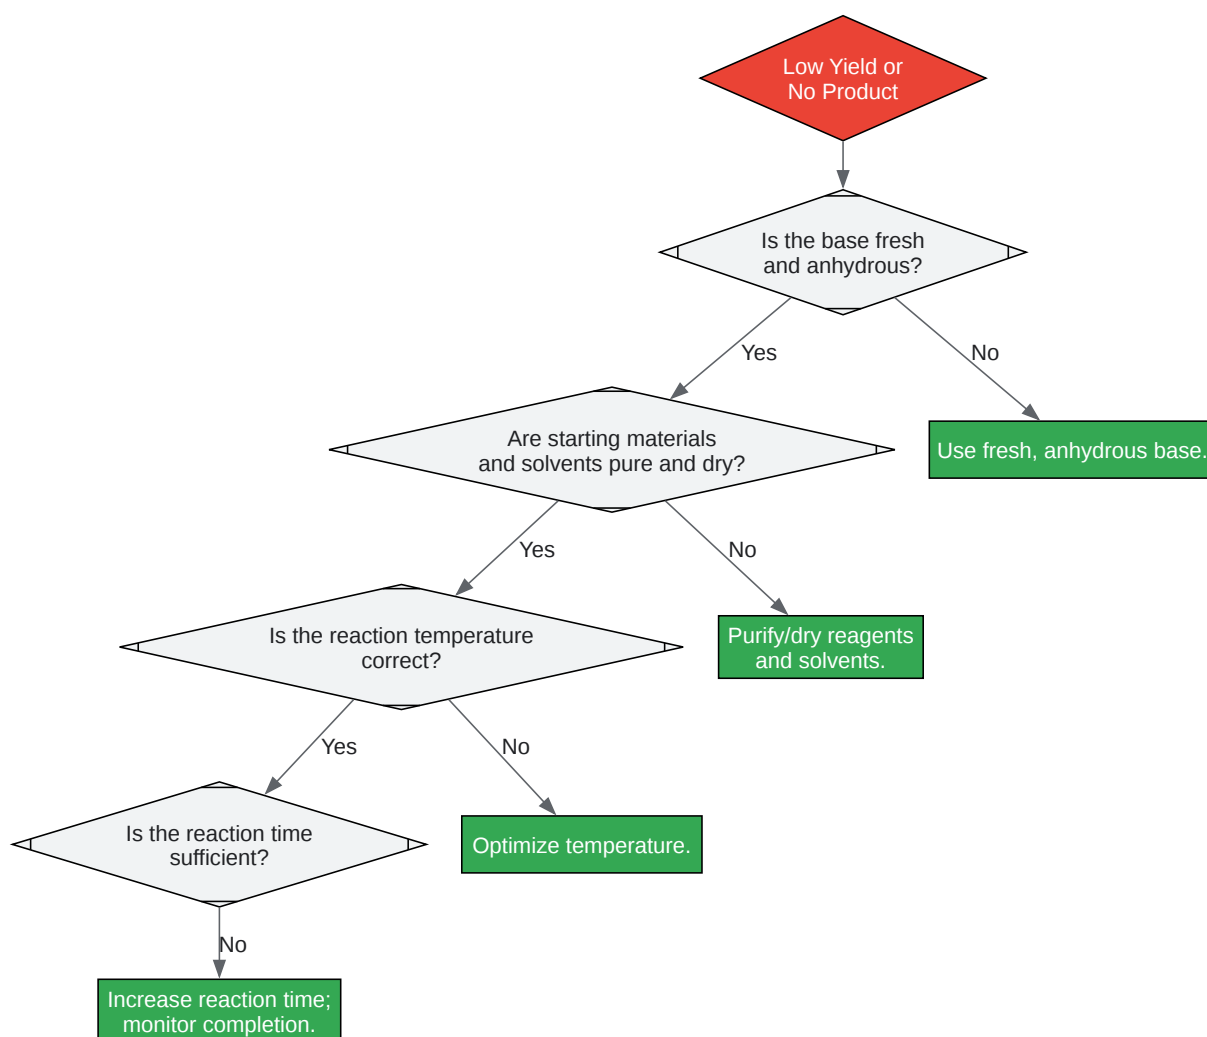 Low Yield or
No Product
Is the base fresh
and anhydrous?
Yes
No
Are starting materials
and solvents pure and dry?
Use fresh, anhydrous base.
Yes
No
Is the reaction temperature
correct?
Purify/dry reagents
and solvents.
Yes
No
Is the reaction time
sufficient?
Optimize temperature.
No
Increase reaction time;
monitor completion.